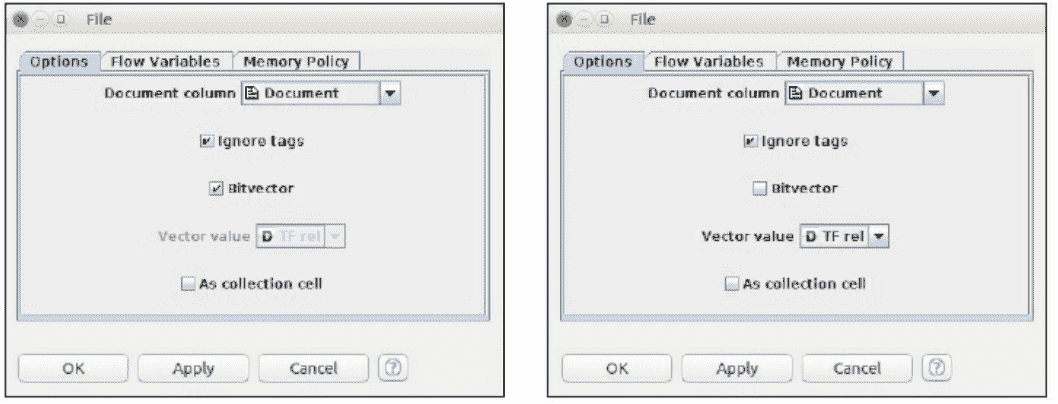 File
Options Flow Variables Memory Policy
Document column Document
Ignore tags
Bitvector
Vector value D TF rel
As collection cell
OK Apply Cancel ?
File
Options Flow Variables Memory Policy
Document column Document
Ignore tags
Bitvector
Vector value D TF rel
As collection cell
OK Apply Cancel ?